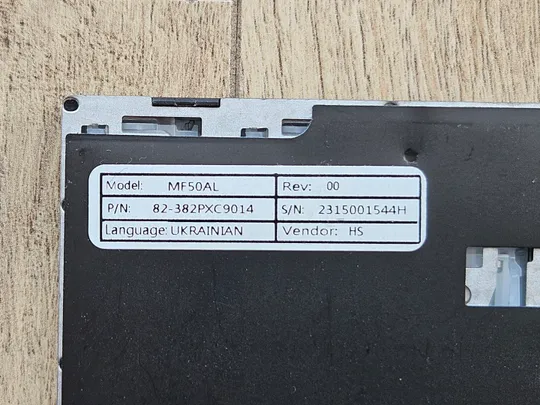 Model: MF50AL Rev: 00
P/N: 82-382PXC9014 S/N: 2315001544H
Language: UKRAINIAN Vendor: HS